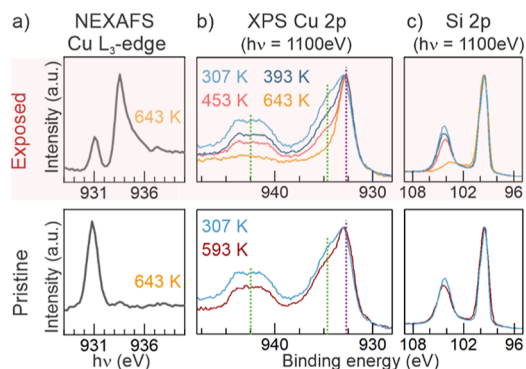 a) NEXAFS
Cu L₃-edge
b) XPS Cu 2p
(hν = 1100eV)
c) Si 2p
(hν = 1100eV)
Exposed
Intensity (a.u.)
643 K
931 936
307 K 393 K
453 K 643 K
940 930
108 102 96
Pristine
Intensity (a.u.)
643 K
931 936
hν (eV)
307 K
593 K
940 930
108 102 96
Binding energy (eV)